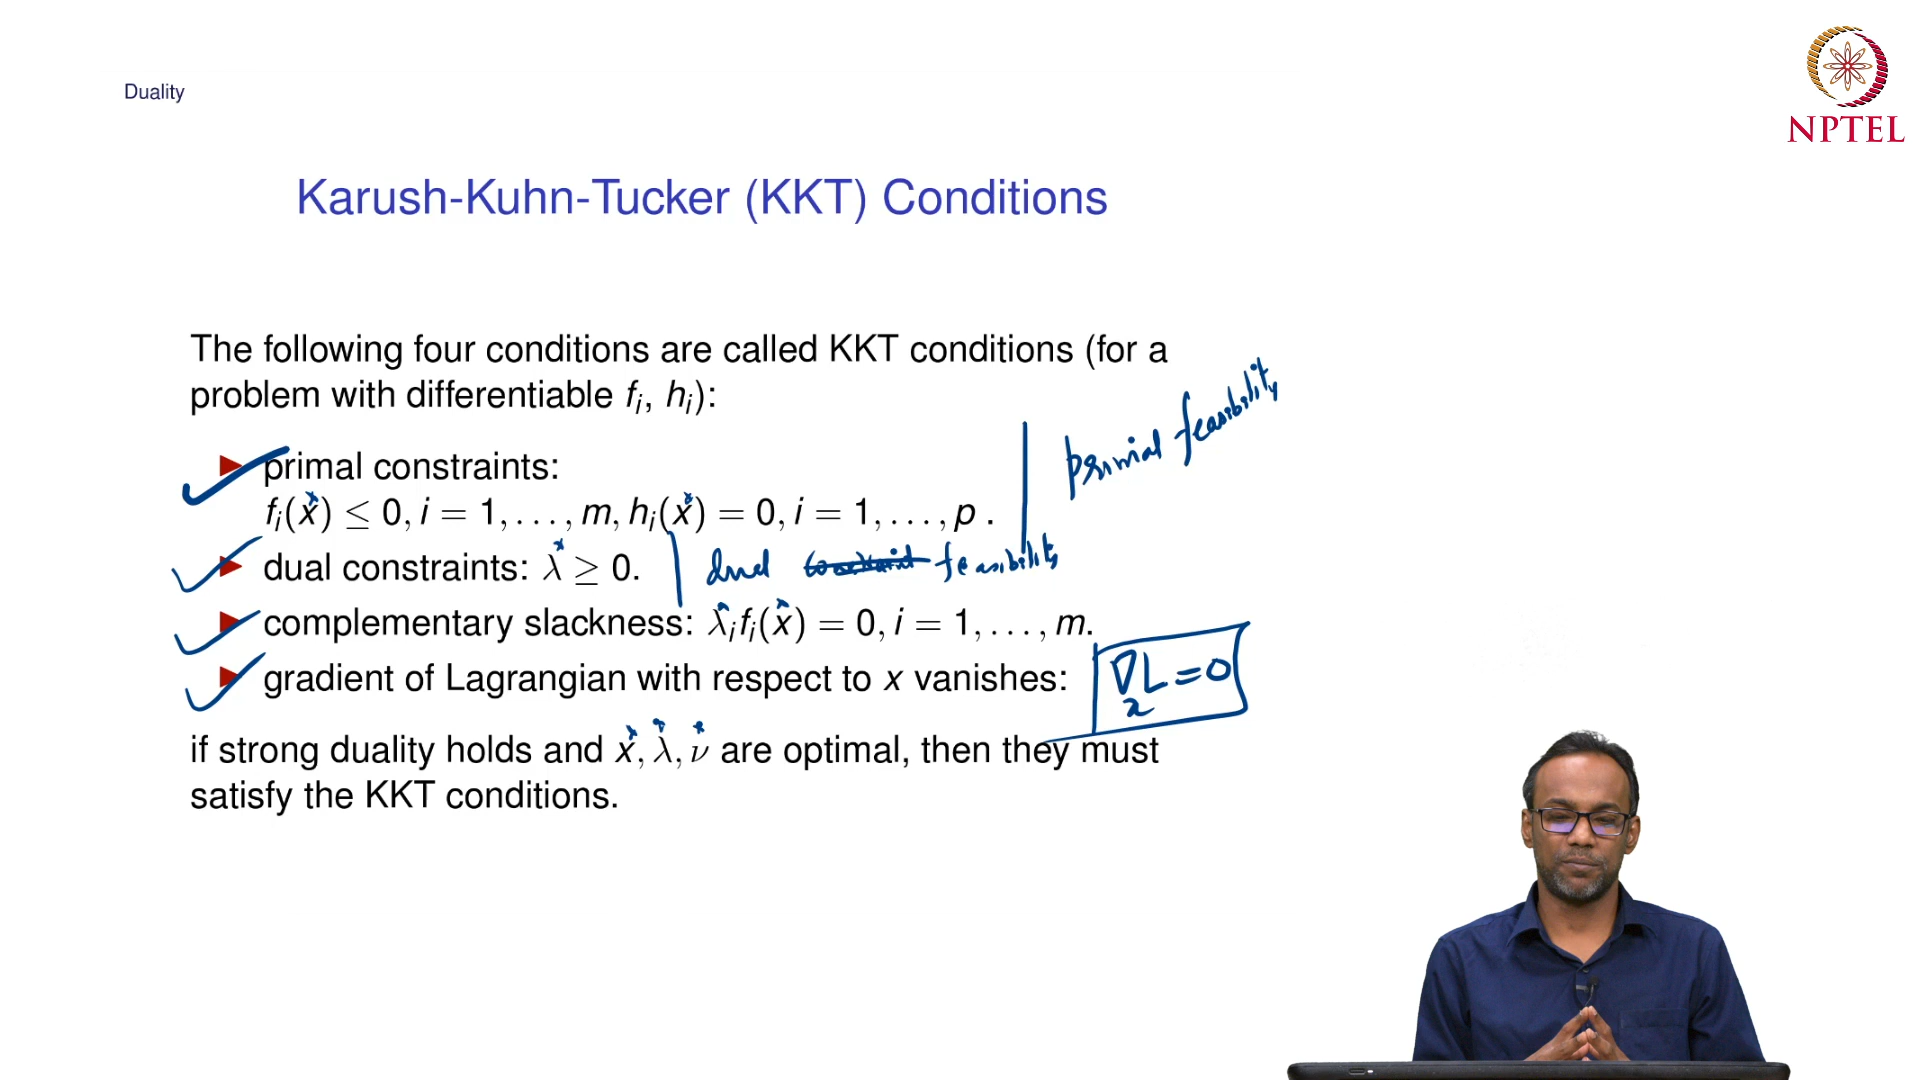 Duality
NPTEL
Karush-Kuhn-Tucker (KKT) Conditions
The following four conditions are called KKT conditions (for a
problem with differentiable fᵢ, hᵢ):
primal feasibility
▶ primal constraints:
fᵢ(x*) ≤ 0, i = 1, . . . , m, hᵢ(x*) = 0, i = 1, . . . , p .
▶ dual constraints: λ* ≥ 0. dual feasibility
▶ complementary slackness: λ*ᵢfᵢ(x*) = 0, i = 1, . . . , m.
▶ gradient of Lagrangian with respect to x vanishes: ∇ₓL = 0
if strong duality holds and x*, λ*, ν* are optimal, then they must
satisfy the KKT conditions.